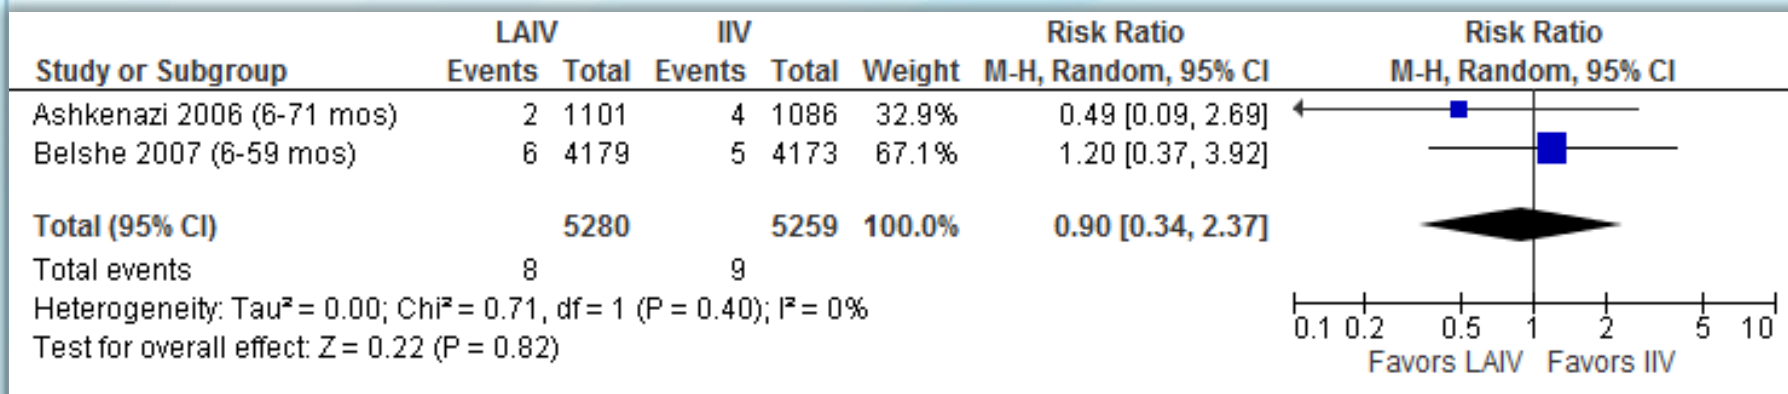 LAIV IIV Risk Ratio Risk Ratio
Study or Subgroup Events Total Events Total Weight M-H, Random, 95% CI M-H, Random, 95% CI
Ashkenazi 2006 (6-71 mos) 2 1101 4 1086 32.9% 0.49 [0.09, 2.69]
Belshe 2007 (6-59 mos) 6 4179 5 4173 67.1% 1.20 [0.37, 3.92]
Total (95% CI) 5280 5259 100.0% 0.90 [0.34, 2.37]
Total events 8 9
Heterogeneity: Tau² = 0.00; Chi² = 0.71, df = 1 (P = 0.40); I² = 0%
Test for overall effect: Z = 0.22 (P = 0.82)
0.1 0.2 0.5 1 2 5 10
Favors LAIV Favors IIV